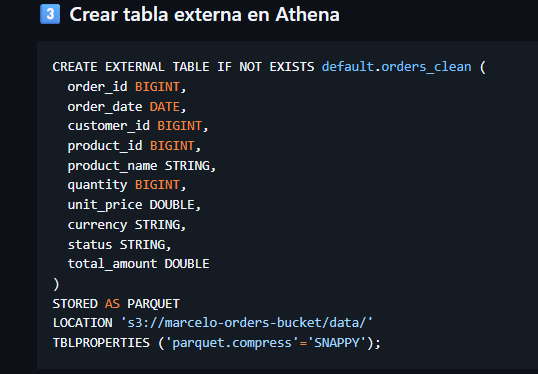 3 Crear tabla externa en Athena
CREATE EXTERNAL TABLE IF NOT EXISTS default.orders_clean (
  order_id BIGINT,
  order_date DATE,
  customer_id BIGINT,
  product_id BIGINT,
  product_name STRING,
  quantity BIGINT,
  unit_price DOUBLE,
  currency STRING,
  status STRING,
  total_amount DOUBLE
)
STORED AS PARQUET
LOCATION 's3://marcelo-orders-bucket/data/'
TBLPROPERTIES ('parquet.compress'='SNAPPY');